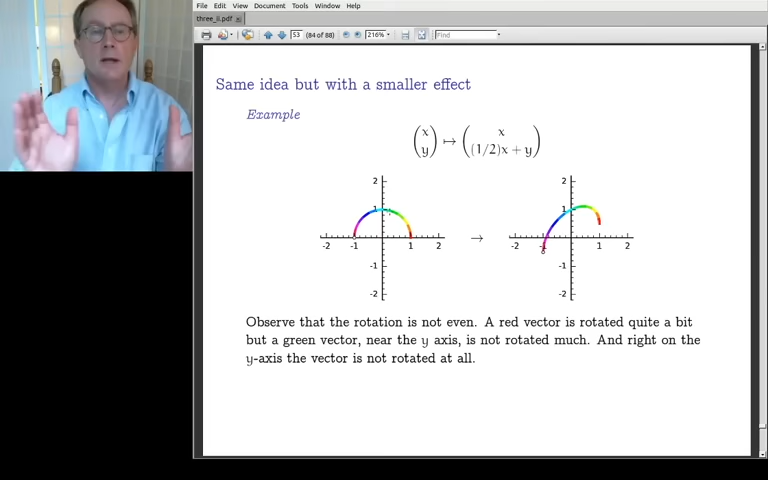 File Edit View Document Tools Window Help
three_ii.pdf
53 (84 of 88) 216% Find
Same idea but with a smaller effect
Example
(x y) ↦ (x (1/2)x + y)
2 2
1 1
-2 -1 1 2 → -2 -1 1 2
-1 -1
-2 -2
Observe that the rotation is not even. A red vector is rotated quite a bit
but a green vector, near the y axis, is not rotated much. And right on the
y-axis the vector is not rotated at all.